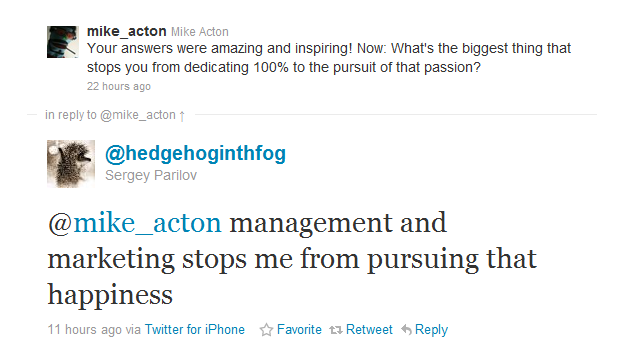 mike_acton Mike Acton
Your answers were amazing and inspiring! Now: What's the biggest thing that
stops you from dedicating 100% to the pursuit of that passion?
22 hours ago
in reply to @mike_acton ↑
@hedgehoginthfog
Sergey Parilov
@mike_acton management and
marketing stops me from pursuing that
happiness
11 hours ago via Twitter for iPhone Favorite Retweet Reply